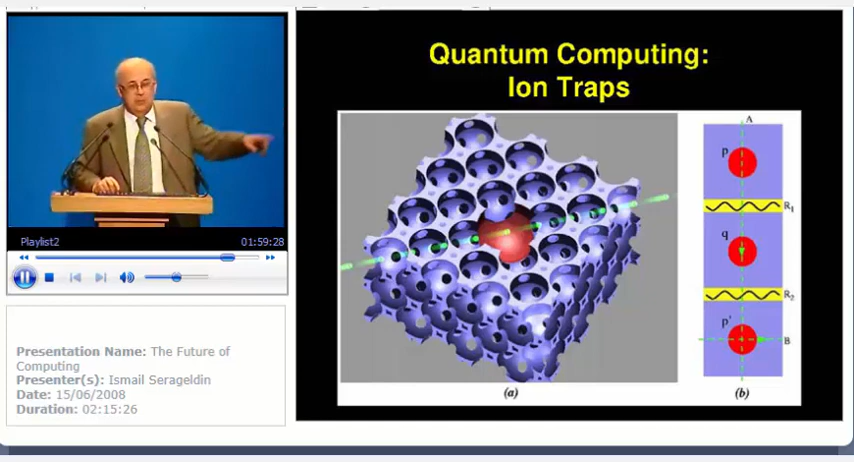 Quantum Computing:
Ion Traps
Playlist2
01:59:28
Presentation Name: The Future of
Computing
Presenter(s): Ismail Serageldin
Date: 15/06/2008
Duration: 02:15:26
A
p
R1
q
R2
p'
B
(a)
(b)